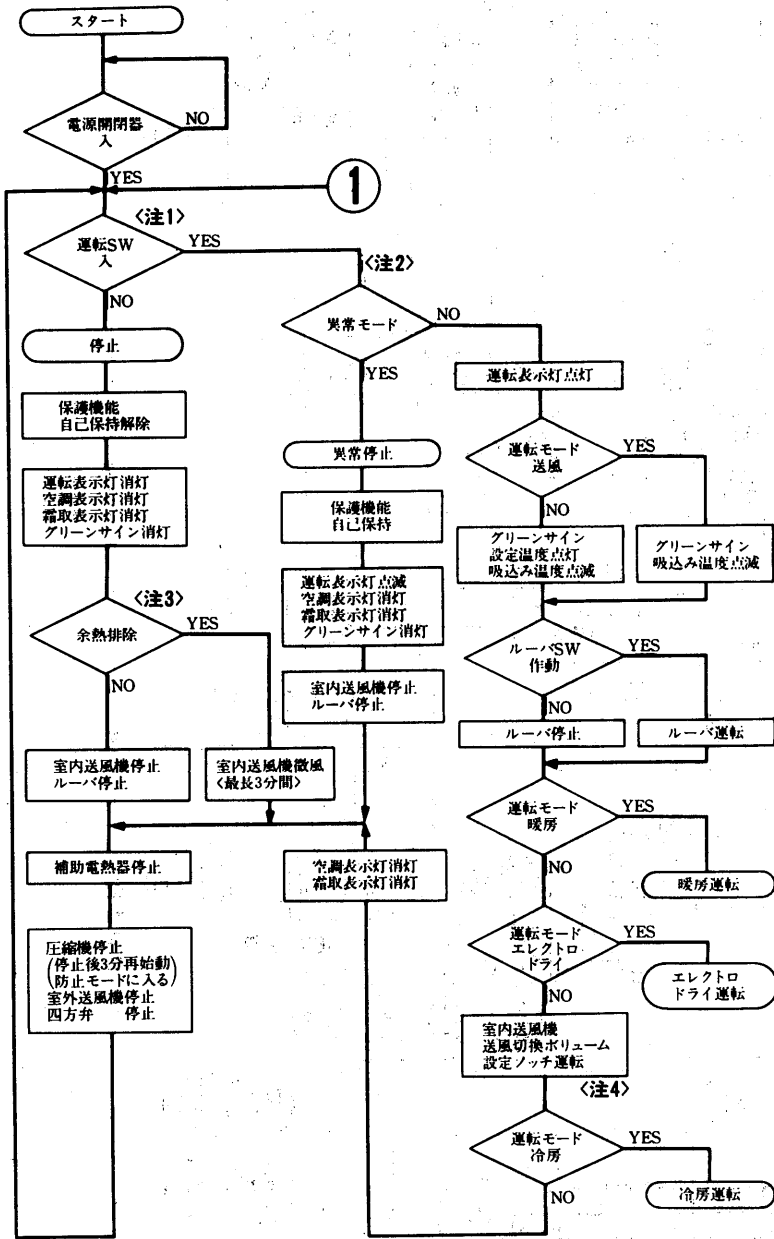 スタート
電源開閉器
入
NO
YES
1
〈注1〉
運転SW
入
YES
NO
停止
保護機能
自己保持解除
運転表示灯消灯
空調表示灯消灯
霜取表示灯消灯
グリーンサイン消灯
〈注3〉
余熱排除
YES
NO
室内送風機停止
ルーバ停止
室内送風機微風
<最長3分間>
補助電熱器停止
圧縮機停止
(停止後3分再始動)
(防止モードに入る)
室外送風機停止
四方弁 停止
〈注2〉
異常モード
NO
YES
異常停止
保護機能
自己保持
運転表示灯点滅
空調表示灯消灯
霜取表示灯消灯
グリーンサイン消灯
室内送風機停止
ルーバ停止
空調表示灯消灯
霜取表示灯消灯
運転表示灯点灯
運転モード
送風
YES
NO
グリーンサイン
設定温度点灯
吸込み温度点滅
グリーンサイン
吸込み温度点滅
ルーバSW
作動
YES
NO
ルーバ停止
ルーバ運転
運転モード
暖房
YES
NO
暖房運転
運転モード
エレクトロ
ドライ
YES
NO
エレクトロ
ドライ運転
室内送風機
送風切換ボリューム
設定ノッチ運転
〈注4〉
運転モード
冷房
YES
NO
冷房運転